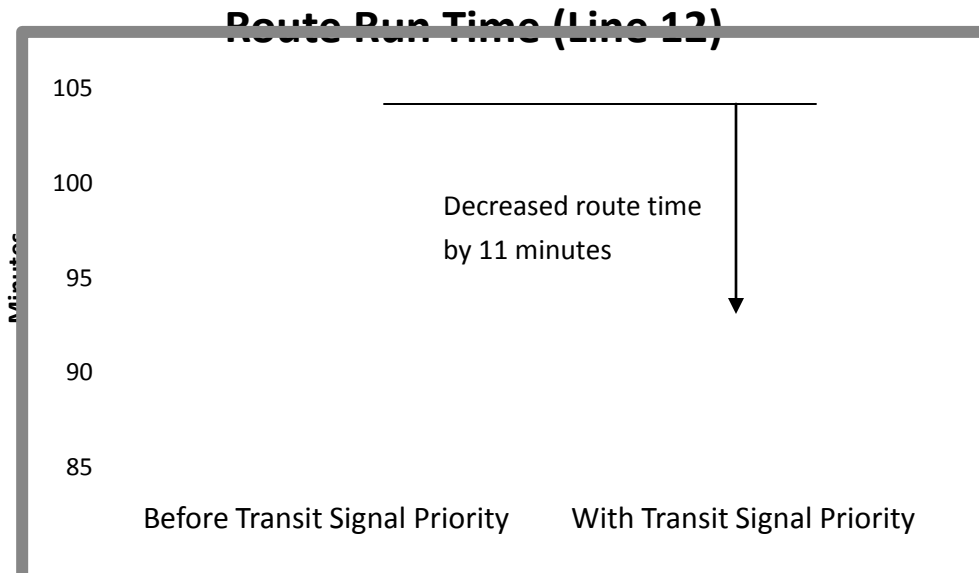 Route Run Time (Line 12)
105
100
95
90
85
Minutes
Decreased route time
by 11 minutes
Before Transit Signal Priority
With Transit Signal Priority